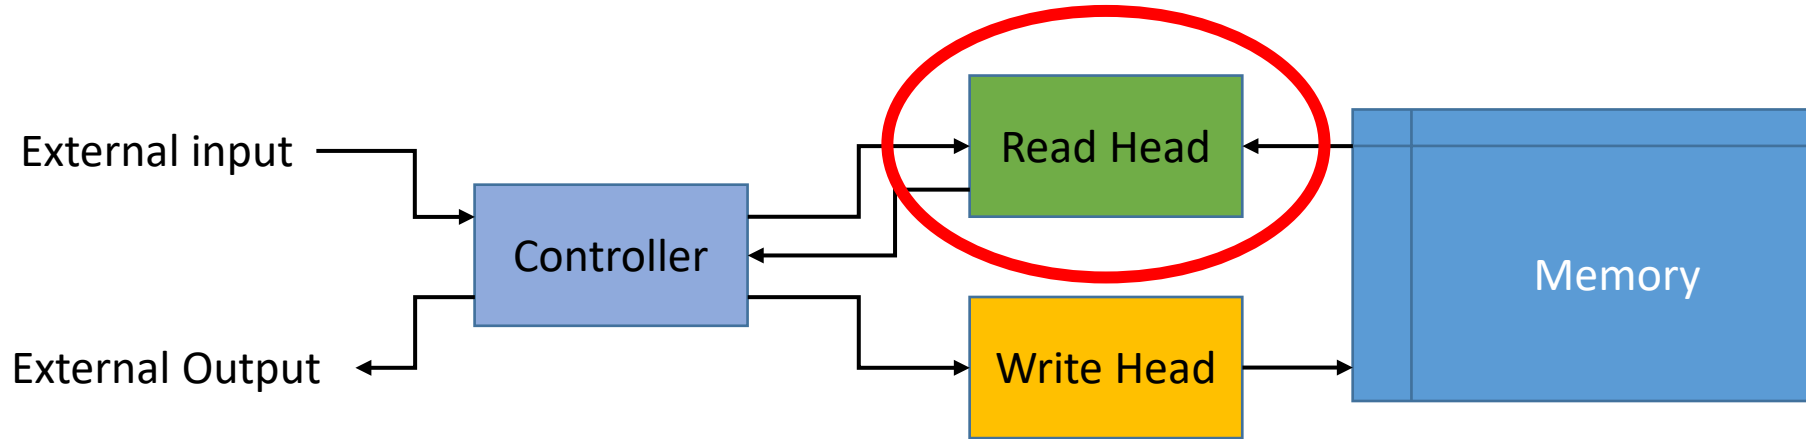 External input
Controller
External Output
Read Head
Write Head
Memory